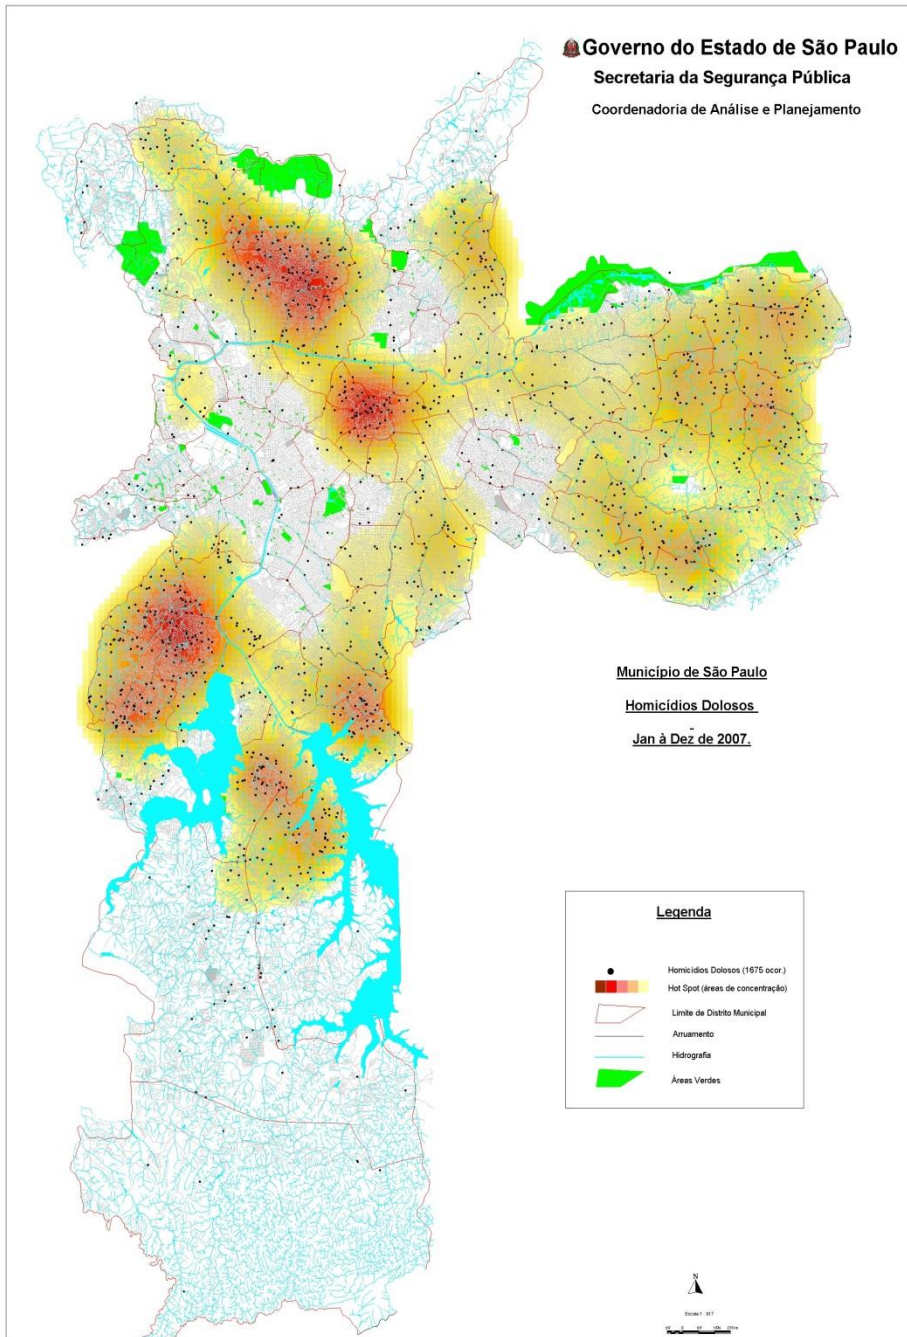 Governo do Estado de São Paulo
Secretaria da Segurança Pública
Coordenadoria de Análise e Planejamento
Município de São Paulo
Homicídios Dolosos
-
Jan à Dez de 2007.
Legenda
Homicídios Dolosos (1675 ocor.)
Hot Spot (áreas de concentração)
Limite de Distrito Municipal
Arruamento
Hidrografia
Áreas Verdes
N